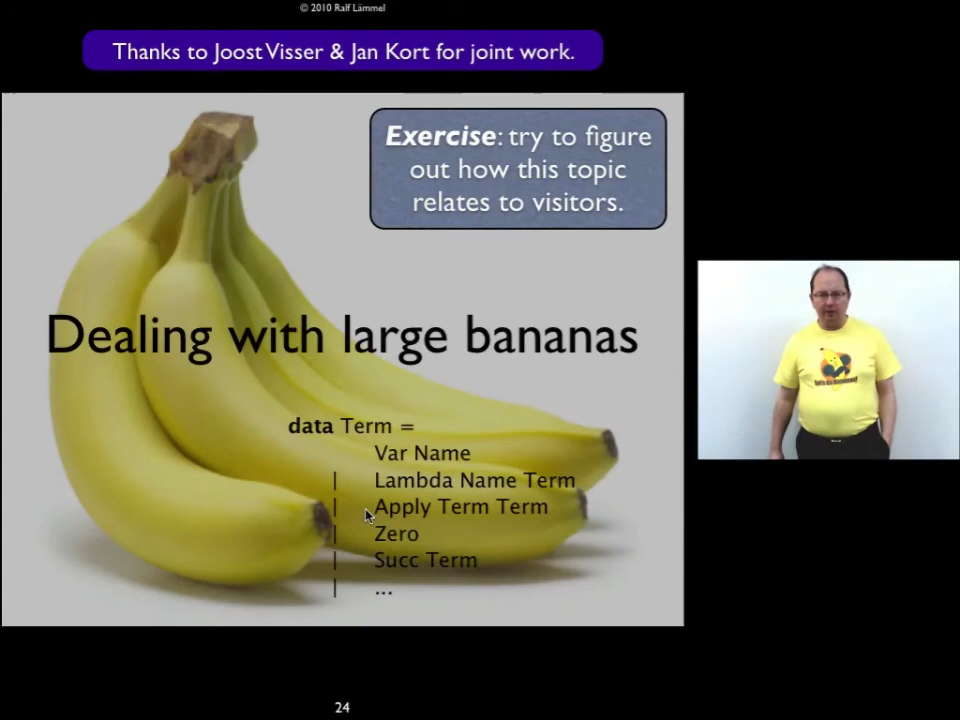 © 2010 Ralf Lämmel
Thanks to Joost Visser & Jan Kort for joint work.
Exercise: try to figure
out how this topic
relates to visitors.
Dealing with large bananas
data Term =
Var Name
| Lambda Name Term
| Apply Term Term
| Zero
| Succ Term
| ...
24